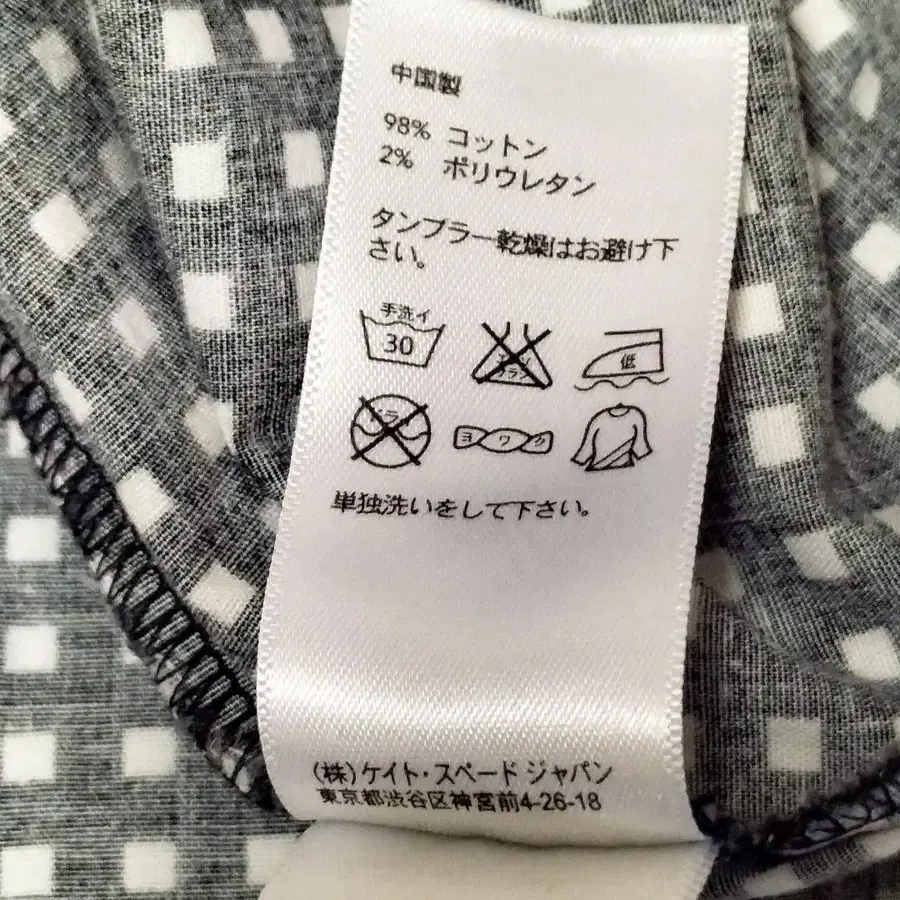 中国製
98% コットン
2% ポリウレタン
タンブラー乾燥はお避け下
さい。
手洗イ
30
低
ヨワク
単独洗いをして下さい。
(株)ケイト・スペード ジャパン
東京都渋谷区神宮前4-26-18